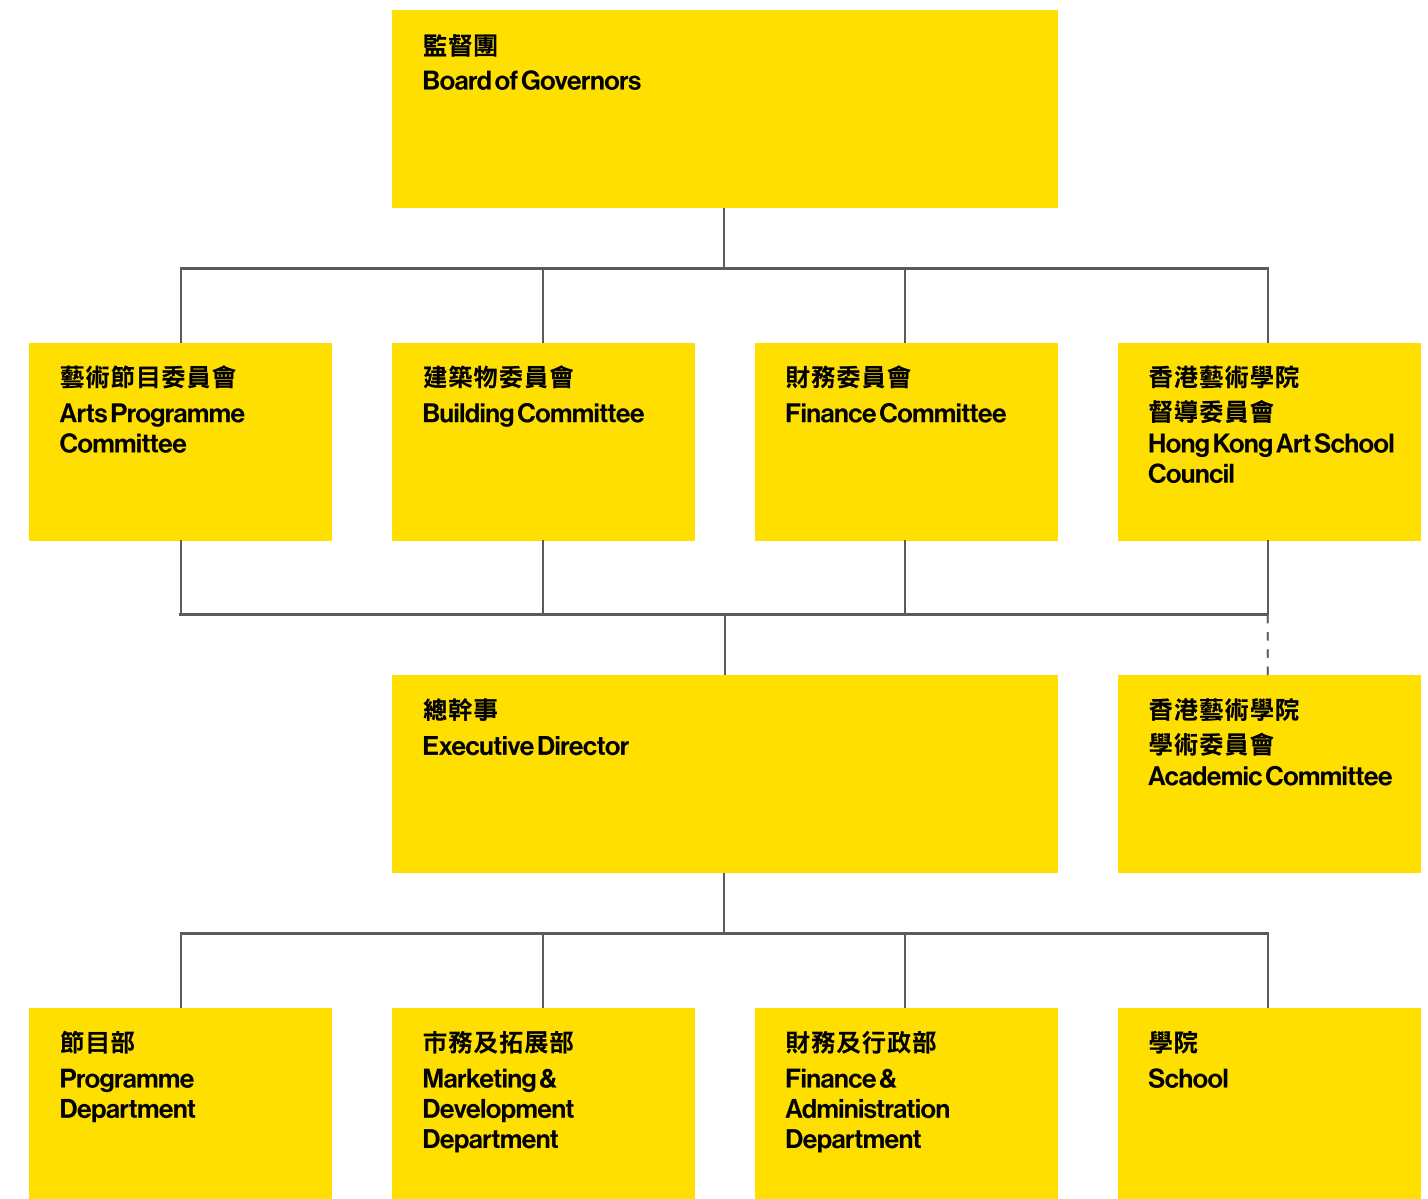 監督團
Board of Governors
藝術節目委員會
Arts Programme
Committee
建築物委員會
Building Committee
財務委員會
Finance Committee
香港藝術學院
督導委員會
Hong Kong Art School
Council
總幹事
Executive Director
香港藝術學院
學術委員會
Academic Committee
節目部
Programme
Department
市務及拓展部
Marketing &
Development
Department
財務及行政部
Finance &
Administration
Department
學院
School